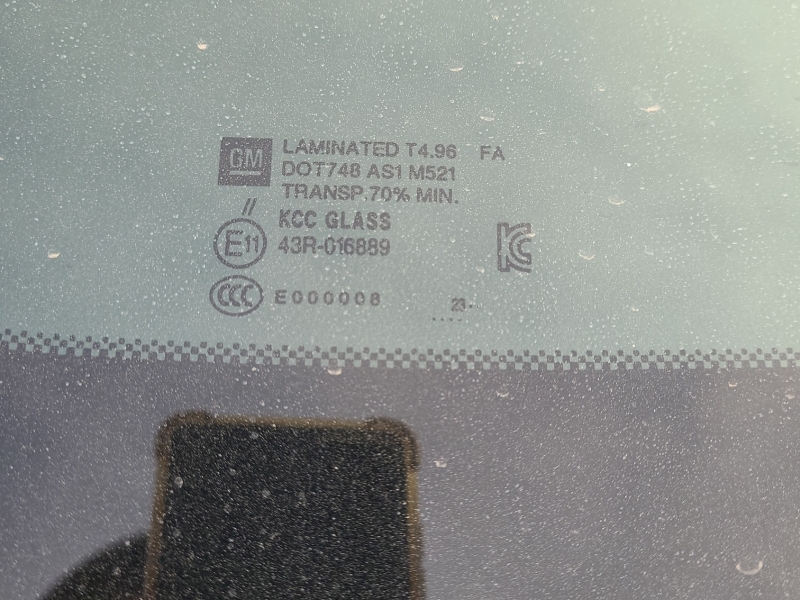 GM
LAMINATED T4.96 FA
DOT748 AS1 M521
TRANSP.70% MIN.
//
KCC GLASS
E11 43R-016889
KC
CCC E000008
23